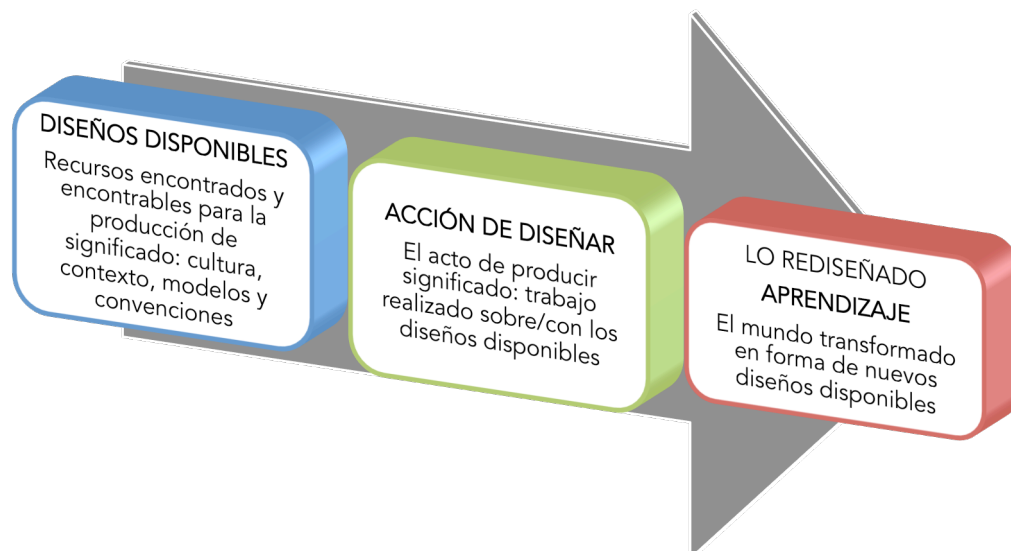 DISEÑOS DISPONIBLES
Recursos encontrados y
encontrables para la
producción de
significado: cultura,
contexto, modelos y
convenciones
ACCIÓN DE DISEÑAR
El acto de producir
significado: trabajo
realizado sobre/con los
diseños disponibles
LO REDISEÑADO
APRENDIZAJE
El mundo transformado
en forma de nuevos
diseños disponibles